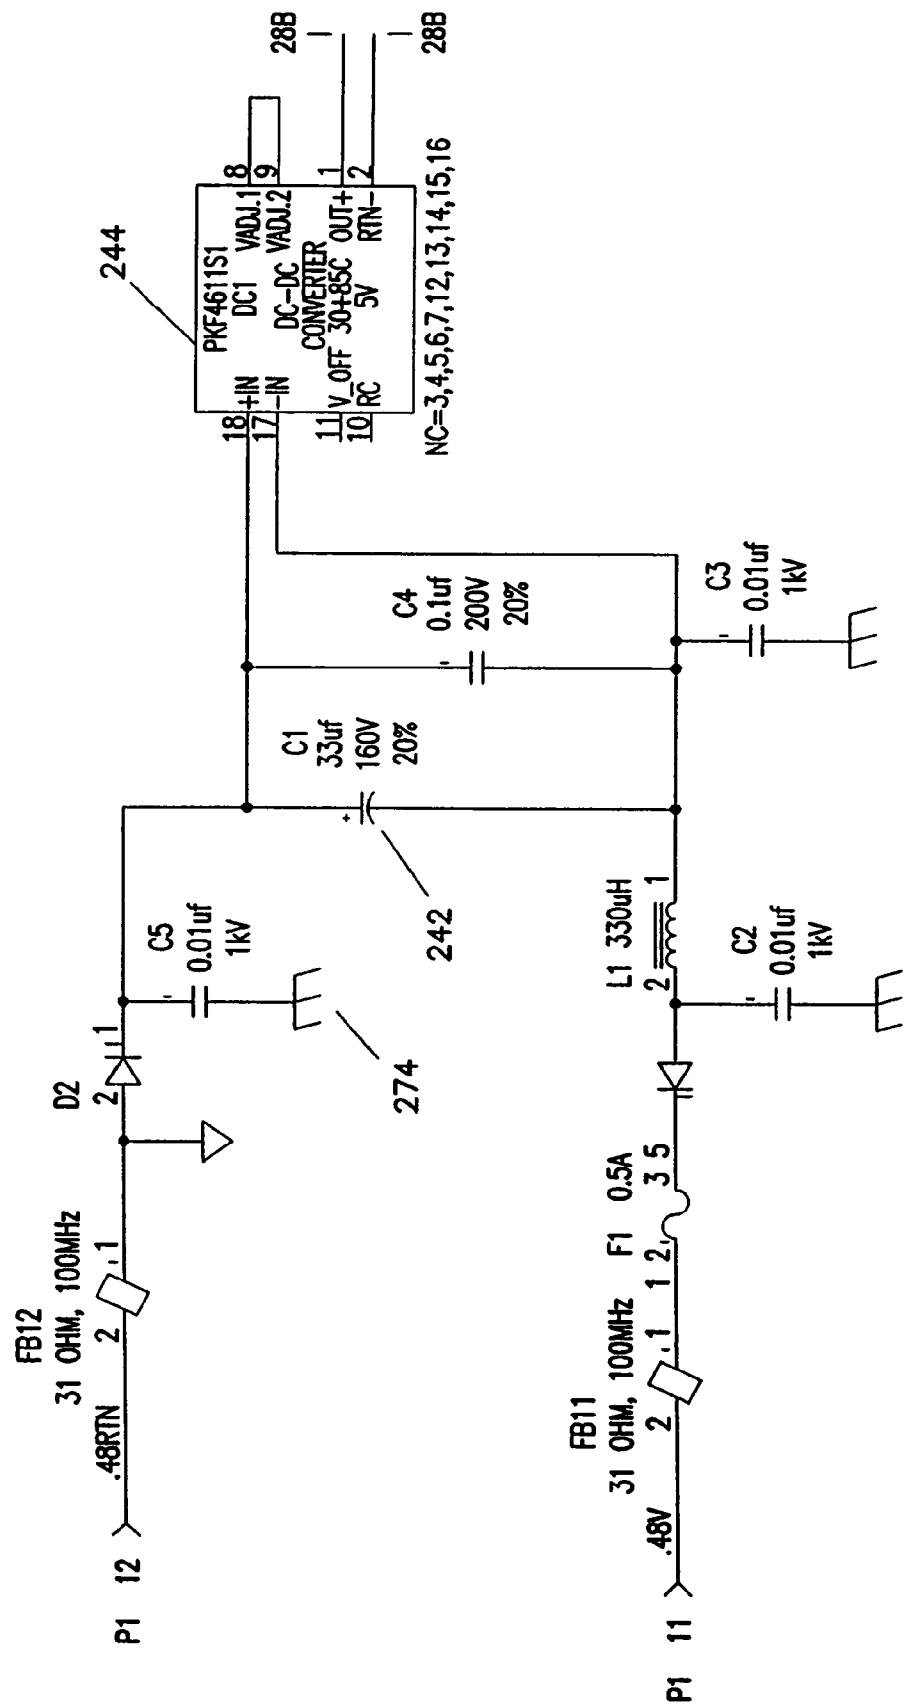 FB12
31 OHM, 100MHz
P1 12
.48RTN
2
.1
D2
2
1
C5
0.01uf
1kV
274
C1
33uf
160V
20%
+
242
C4
0.1uf
200V
20%
244
PKF4611S1
DC1
DC-DC
CONVERTER
30+85C
5V
18 +IN
17 -IN
11 V_OFF
10 RC
VADJ.1 8
VADJ.2 9
OUT+ 1
RTN- 2
28B
28B
NC=3,4,5,6,7,12,13,14,15,16
FB11
31 OHM, 100MHz
P1 11
.48V
2
.1
F1 0.5A
1 2
3 5
L1 330uH
2
1
C2
0.01uf
1kV
C3
0.01uf
1kV